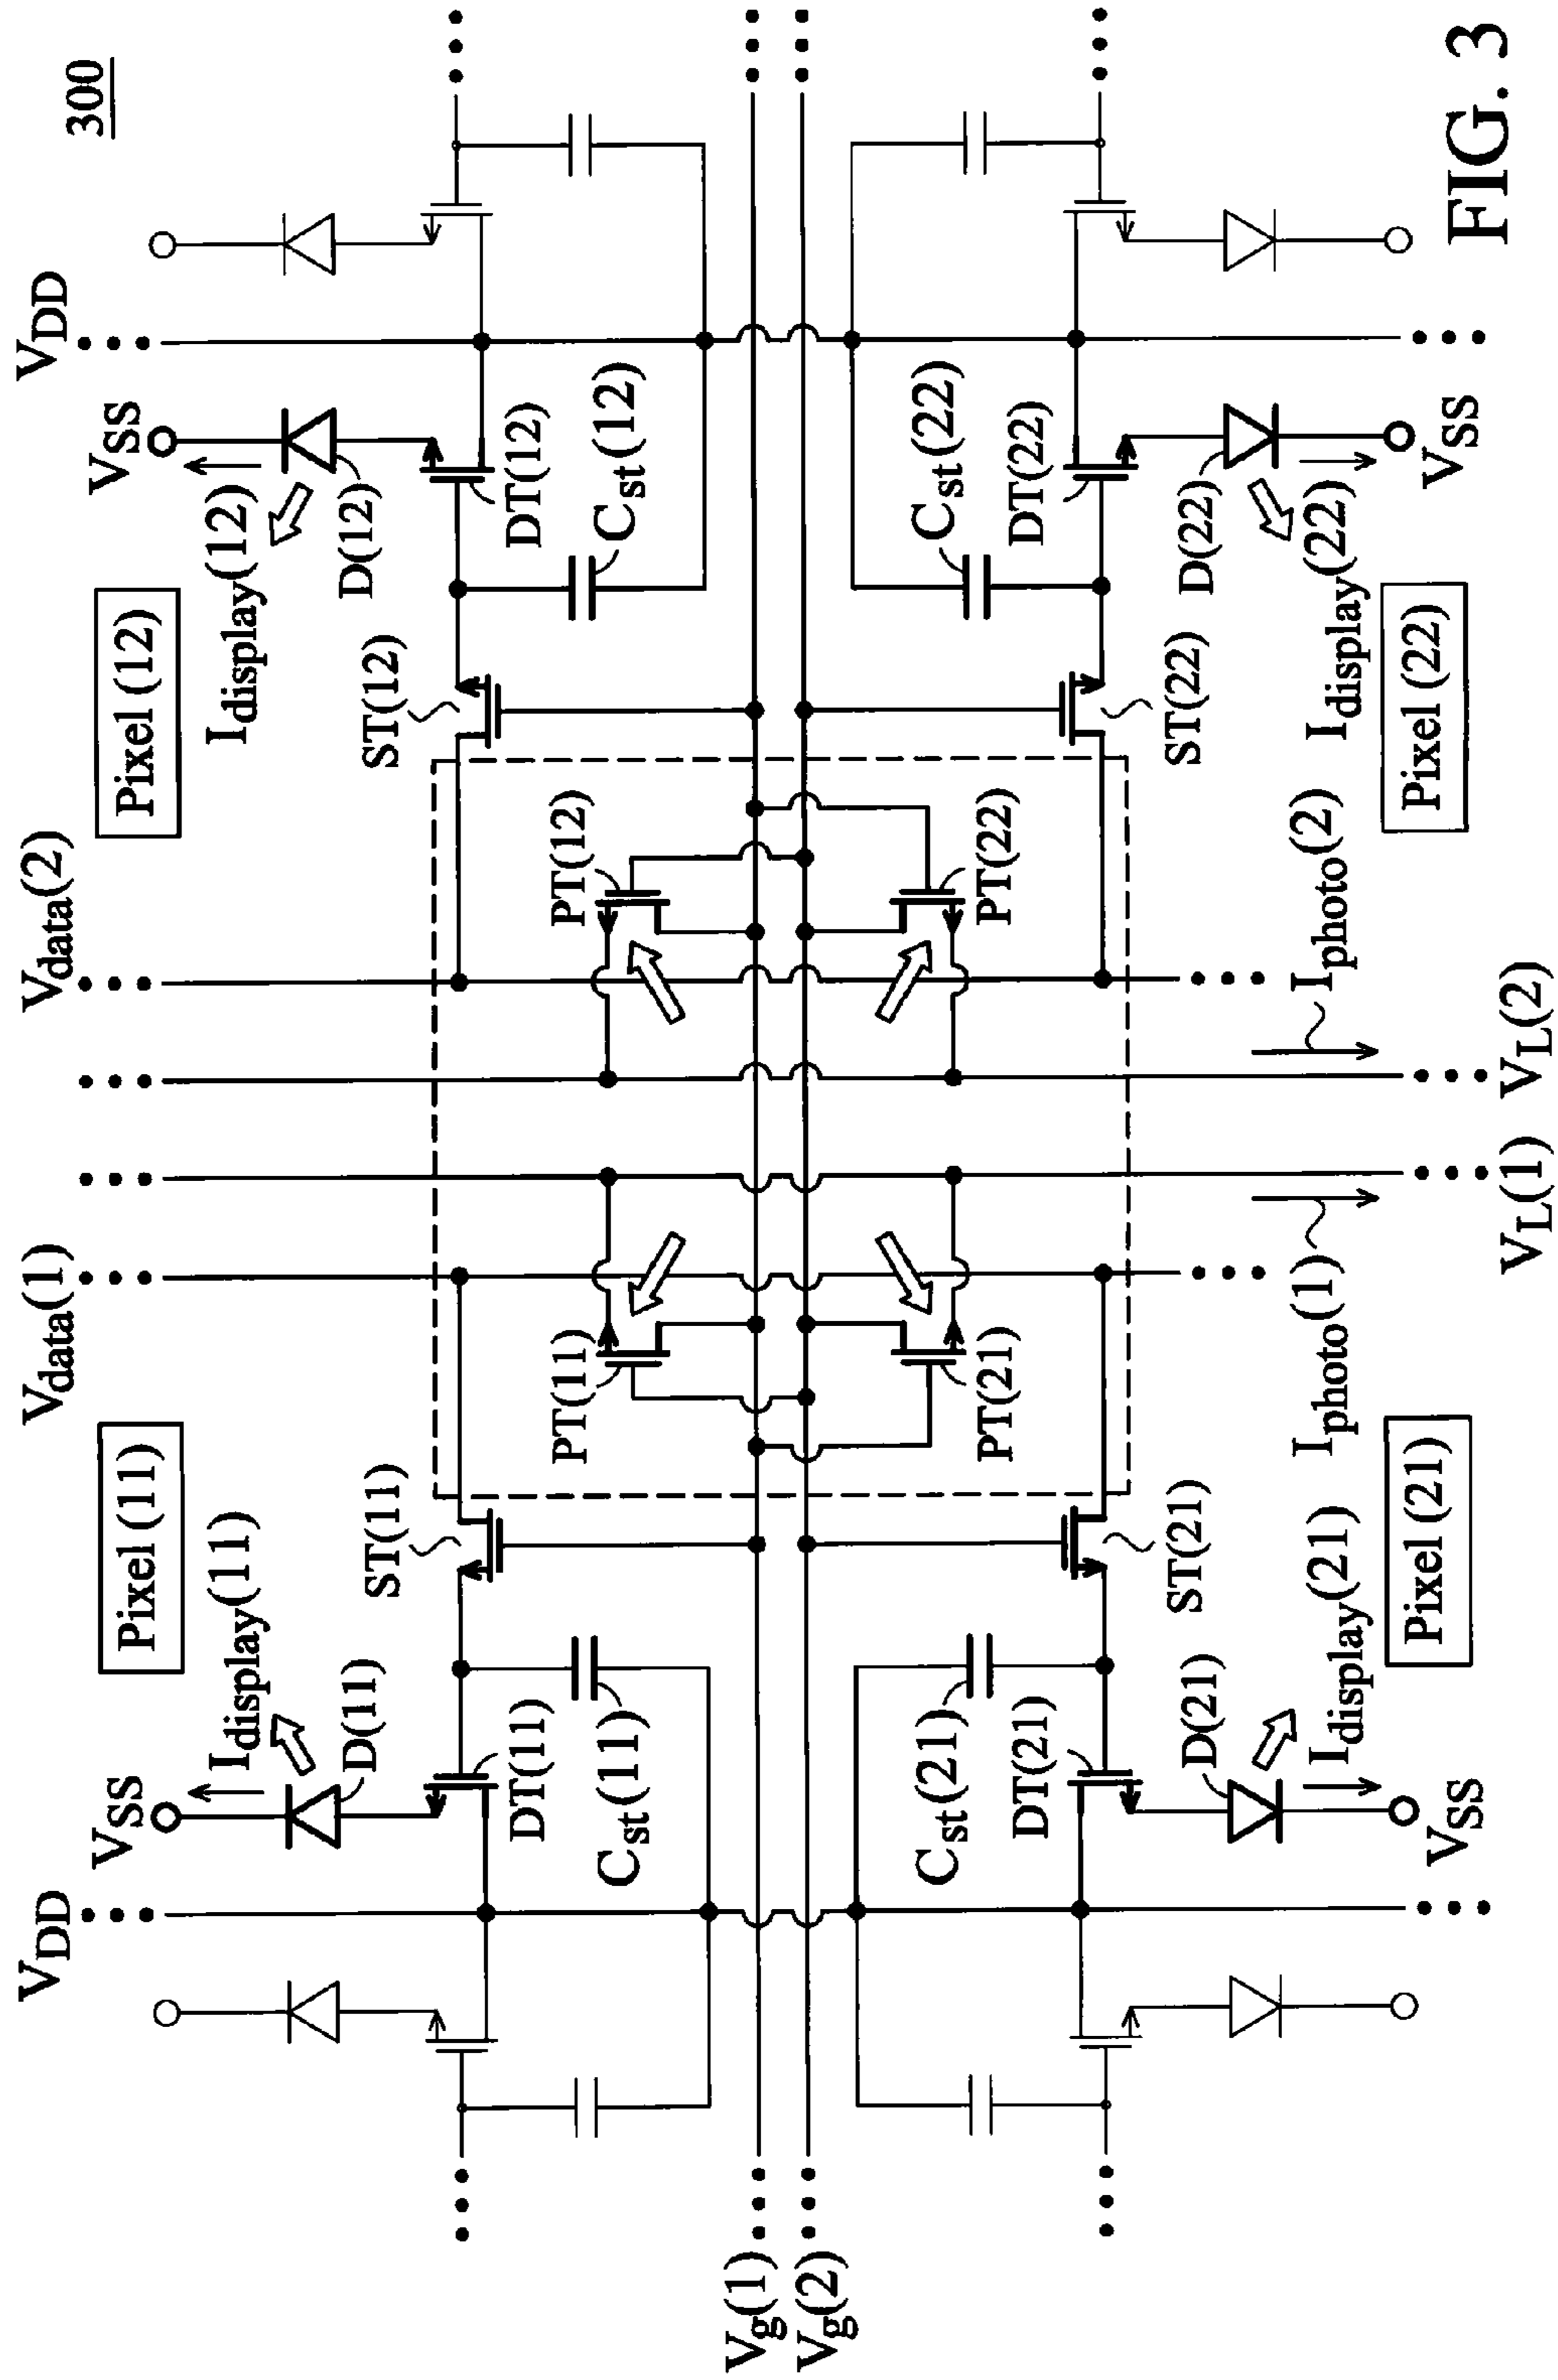 300
V_DD
V_data(1)
V_data(2)
V_DD
V_SS
Pixel (11)
Pixel (12)
V_SS
I_display(11)
I_display(12)
D(11)
D(12)
ST(11)
ST(12)
DT(11)
DT(12)
PT(11)
PT(12)
C_st(11)
C_st(12)
V_g(1)
V_g(2)
C_st(21)
C_st(22)
PT(21)
PT(22)
DT(21)
DT(22)
ST(21)
ST(22)
D(21)
D(22)
I_display(21)
I_photo(1)
I_photo(2)
I_display(22)
V_SS
Pixel (21)
Pixel (22)
V_SS
V_L(1)
V_L(2)
FIG. 3